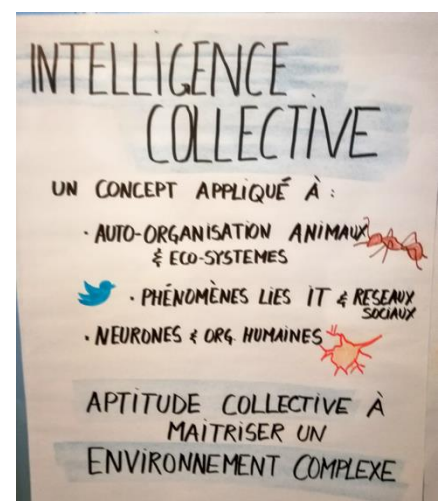 INTELLIGENCE
COLLECTIVE
UN CONCEPT APPLIQUÉ À :
· AUTO-ORGANISATION ANIMAUX
& ECO-SYSTEMES
· PHÉNOMÈNES LIES IT & RESEAUX
SOCIAUX
· NEURONES & ORG. HUMAINES
APTITUDE COLLECTIVE À
MAITRISER UN
ENVIRONNEMENT COMPLEXE